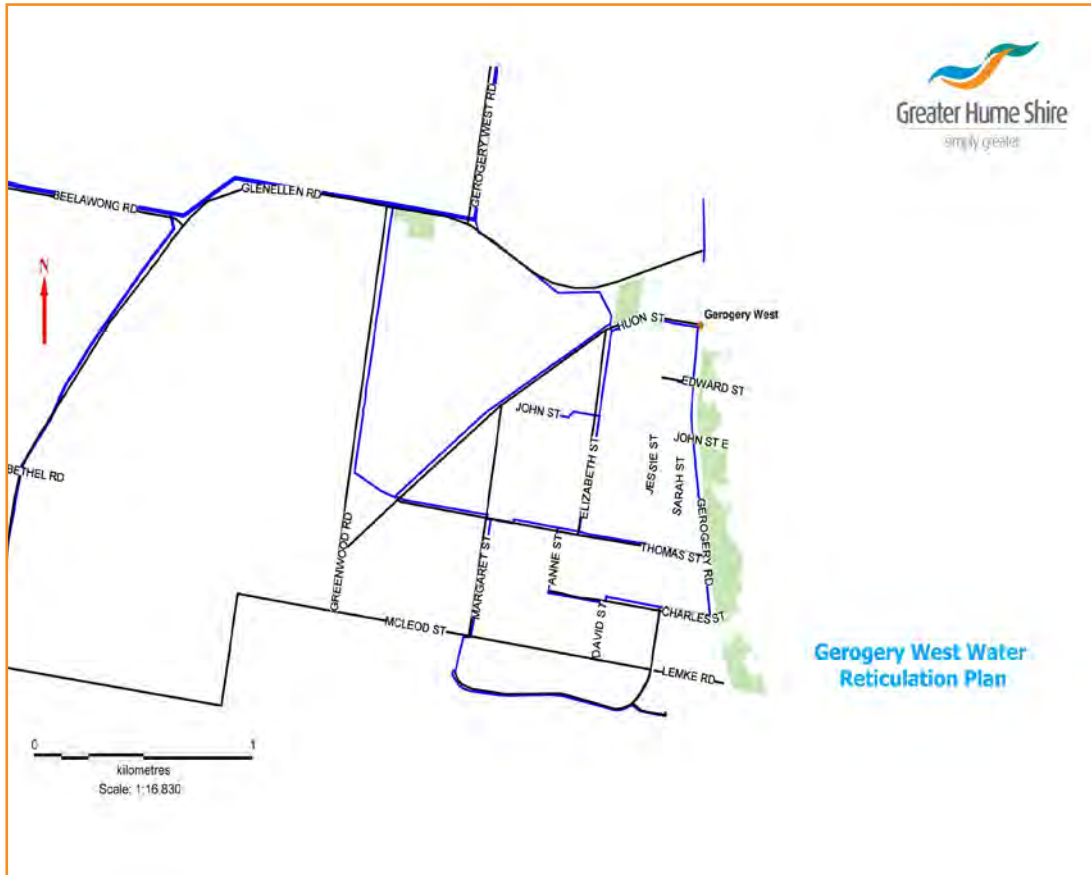 Greater Hume Shire
simply greater
GEROGERY WEST RD
BEELAWONG RD
GLENELLEN RD
N
HUON ST
Gerogery West
EDWARD ST
JOHN ST
JOHN ST E
JESSIE ST
SARAH ST
ELIZABETH ST
BETHEL RD
GEROGERY RD
GREENWOOD RD
THOMAS ST
MARGARET ST
ANNE ST
CHARLES ST
DAVID ST
MCLEOD ST
LEMKE RD
Gerogery West Water
Reticulation Plan
0 1
kilometres
Scale: 1:16.830